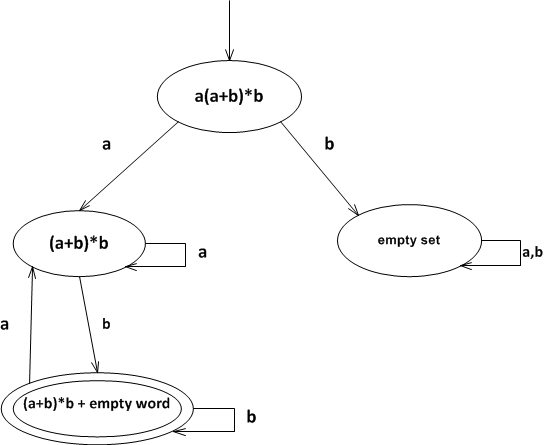 a(a+b)*b
a
b
(a+b)*b
a
empty set
a,b
a
b
(a+b)*b + empty word
b